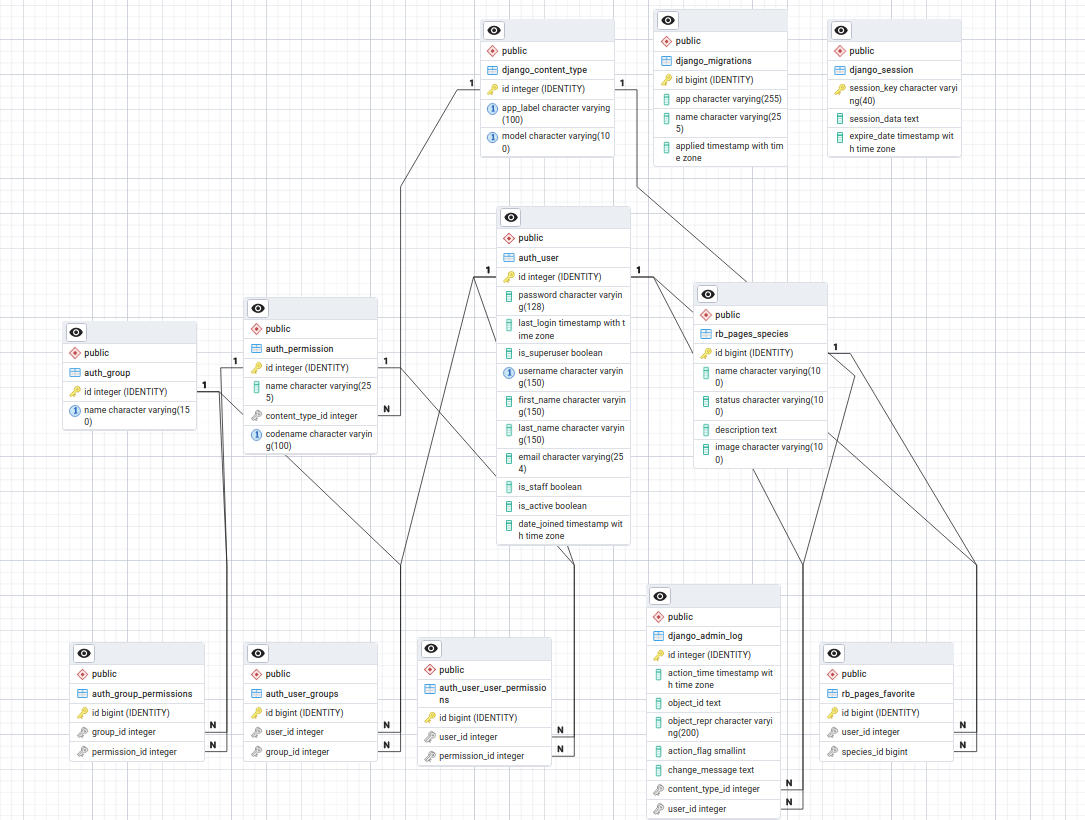 public
django_content_type
1
id integer (IDENTITY)
1
app_label character varying
(100)
model character varying(10
0)
public
django_migrations
id bigint (IDENTITY)
app character varying(255)
name character varying(25
5)
applied timestamp with tim
e zone
public
django_session
session_key character varyi
ng(40)
session_data text
expire_date timestamp wit
h time zone
public
auth_user
1
id integer (IDENTITY)
1
password character varyin
g(128)
last_login timestamp with t
ime zone
is_superuser boolean
username character varyin
g(150)
first_name character varyin
g(150)
last_name character varyin
g(150)
email character varying(25
4)
is_staff boolean
is_active boolean
date_joined timestamp wit
h time zone
public
rb_pages_species
id bigint (IDENTITY)
1
name character varying(10
0)
status character varying(10
0)
description text
image character varying(10
0)
public
auth_permission
1
id integer (IDENTITY)
1
name character varying(25
5)
content_type_id integer
N
codename character varyin
g(100)
public
auth_group
id integer (IDENTITY)
1
name character varying(15
0)
public
auth_group_permissions
id bigint (IDENTITY)
group_id integer
N
permission_id integer
N
public
auth_user_groups
id bigint (IDENTITY)
user_id integer
N
group_id integer
N
public
auth_user_user_permissio
ns
id bigint (IDENTITY)
user_id integer
N
permission_id integer
N
public
django_admin_log
id integer (IDENTITY)
action_time timestamp wit
h time zone
object_id text
object_repr character varyi
ng(200)
action_flag smallint
change_message text
content_type_id integer
N
user_id integer
N
public
rb_pages_favorite
id bigint (IDENTITY)
user_id integer
N
species_id bigint
N